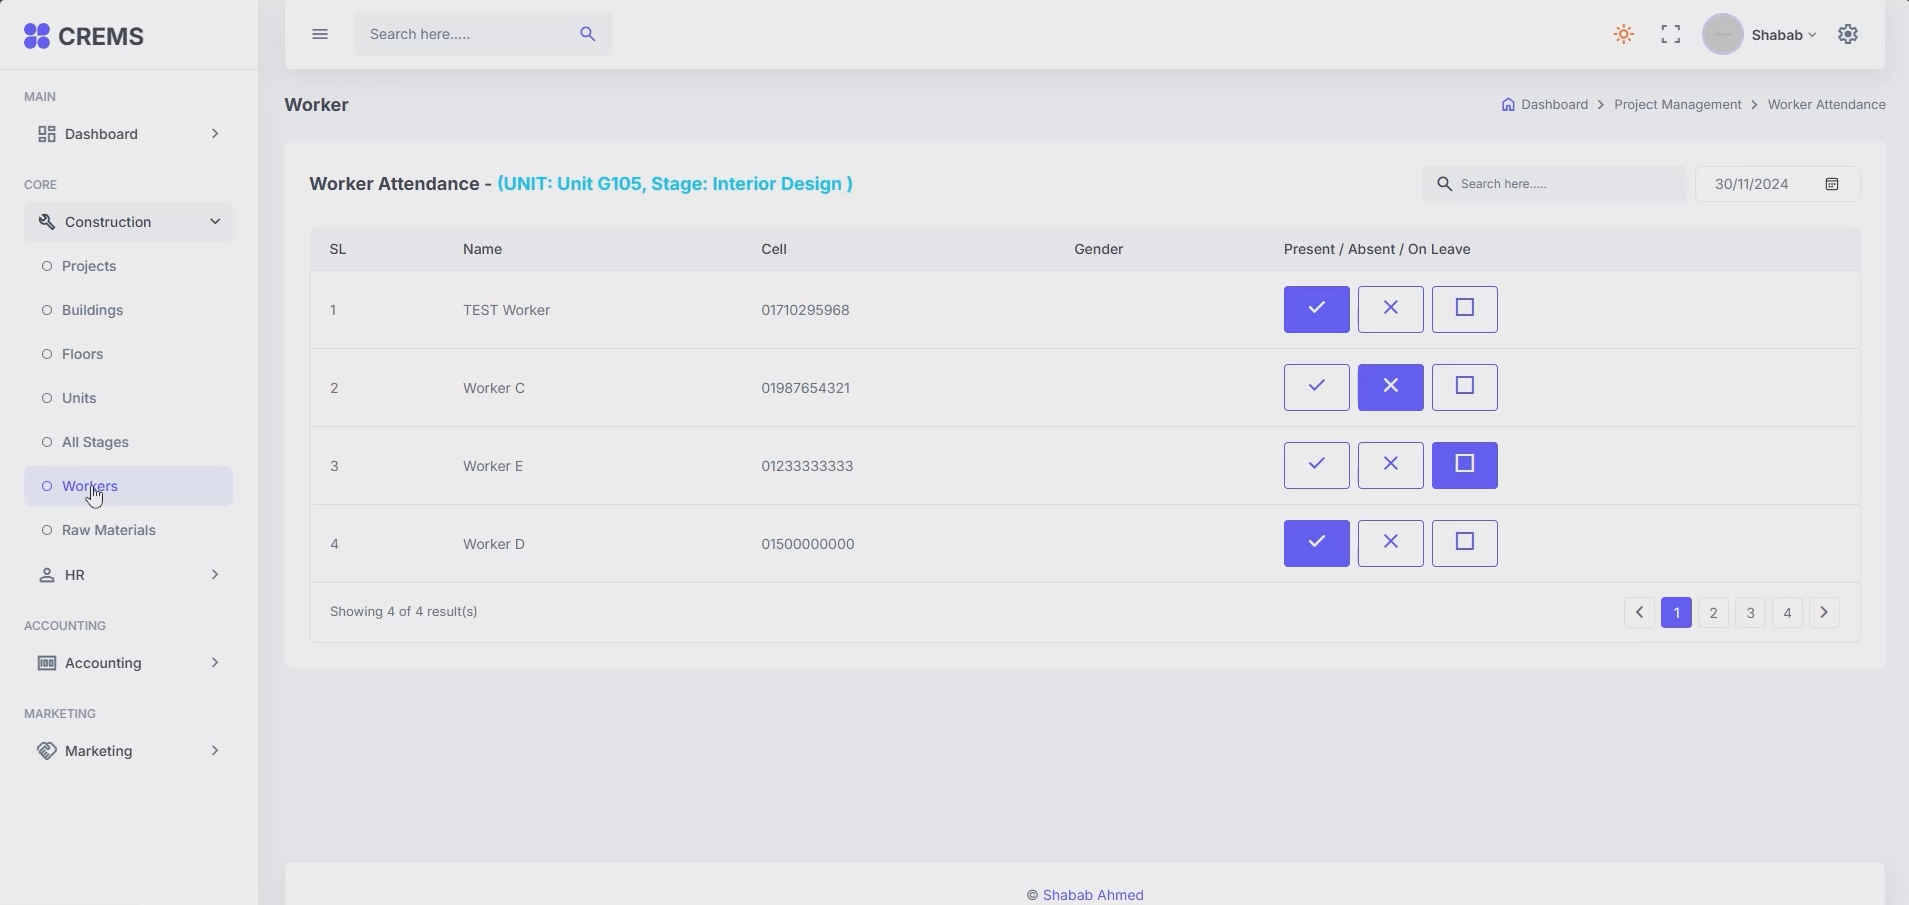 CREMS
Search here.....
Shabab
MAIN
Dashboard
CORE
Construction
Projects
Buildings
Floors
Units
All Stages
Workers
Raw Materials
HR
ACCOUNTING
Accounting
MARKETING
Marketing
Worker
Dashboard > Project Management > Worker Attendance
Worker Attendance - (UNIT: Unit G105, Stage: Interior Design )
Search here.....
30/11/2024
SL Name Cell Gender Present / Absent / On Leave
1 TEST Worker 01710295968
2 Worker C 01987654321
3 Worker E 01233333333
4 Worker D 01500000000
Showing 4 of 4 result(s)
1 2 3 4
© Shabab Ahmed